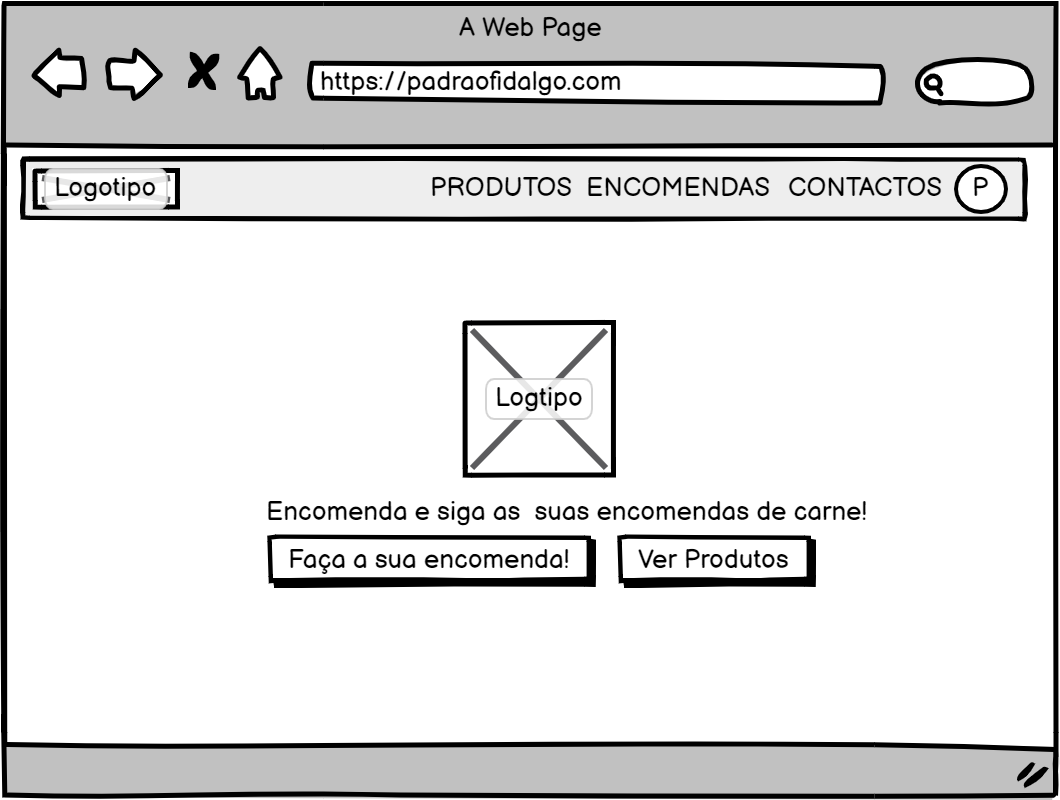 A Web Page
https://padraofidalgo.com
Logotipo PRODUTOS ENCOMENDAS CONTACTOS P
Logtipo
Encomenda e siga as suas encomendas de carne!
Faça a sua encomenda! Ver Produtos